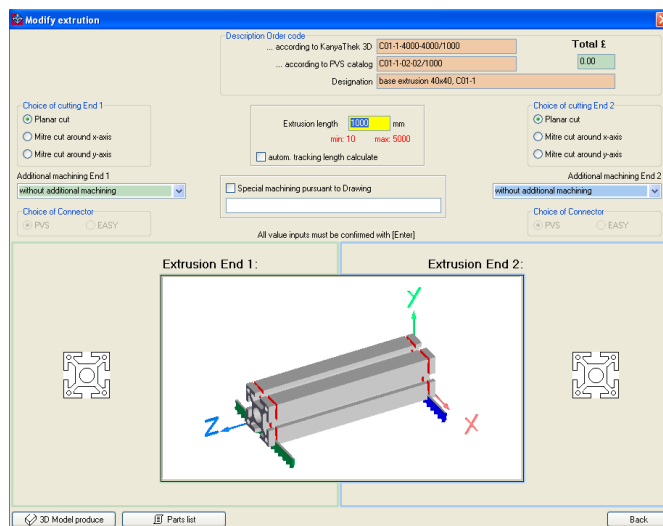 Modify extrution
Description Order code
... according to KanyaThek 3D C01-1-4000-4000/1000
Total £
... according to PVS catalog C01-1-02-02/1000
0.00
Designation base extrusion 40x40, C01-1
Choice of cutting End 1
Planar cut
Mitre cut around x-axis
Mitre cut around y-axis
Extrusion length 1000 mm
min: 10 max: 5000
autom. tracking length calculate
Choice of cutting End 2
Planar cut
Mitre cut around x-axis
Mitre cut around y-axis
Additional machining End 1
without additional machining
Special machining pursuant to Drawing
Additional machining End 2
without additional machining
Choice of Connector
PVS EASY
All value inputs must be confirmed with [Enter]
Choice of Connector
PVS EASY
Extrusion End 1:
Extrusion End 2:
Y
Z
X
3D Model produce
Parts list
Back